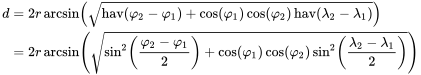 d = 2r arcsin(√(hav(φ₂ − φ₁) + cos(φ₁) cos(φ₂) hav(λ₂ − λ₁)))
= 2r arcsin(√(sin²((φ₂ − φ₁)/2) + cos(φ₁) cos(φ₂) sin²((λ₂ − λ₁)/2)))